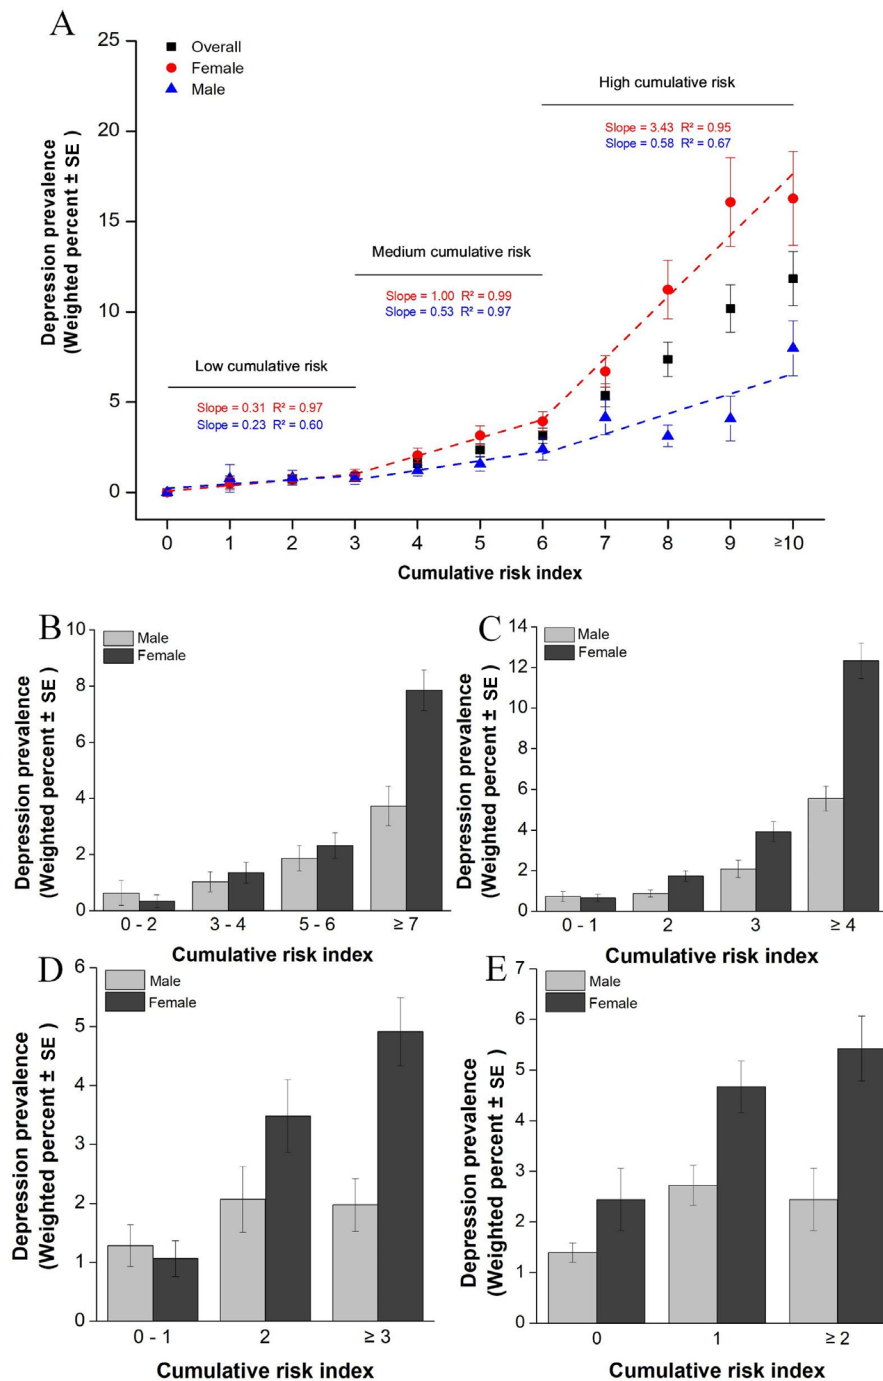 A
25
20
15
10
5
0
Depression prevalence
(Weighted percent ± SE )
Overall
Female
Male
High cumulative risk
Slope = 3.43 R² = 0.95
Slope = 0.58 R² = 0.67
Medium cumulative risk
Slope = 1.00 R² = 0.99
Slope = 0.53 R² = 0.97
Low cumulative risk
Slope = 0.31 R² = 0.97
Slope = 0.23 R² = 0.60
0 1 2 3 4 5 6 7 8 9 ≥10
Cumulative risk index
B
10
8
6
4
2
0
Depression prevalence
(Weighted percent ± SE )
Male
Female
0 - 2 3 - 4 5 - 6 ≥ 7
Cumulative risk index
C
14
12
10
8
6
4
2
0
Depression prevalence
(Weighted percent ± SE )
Male
Female
0 - 1 2 3 ≥ 4
Cumulative risk index
D
6
5
4
3
2
1
0
Depression prevalence
(Weighted percent ± SE )
Male
Female
0 - 1 2 ≥ 3
Cumulative risk index
E
7
6
5
4
3
2
1
0
Depression prevalence
(Weighted percent ± SE )
Male
Female
0 1 ≥ 2
Cumulative risk index